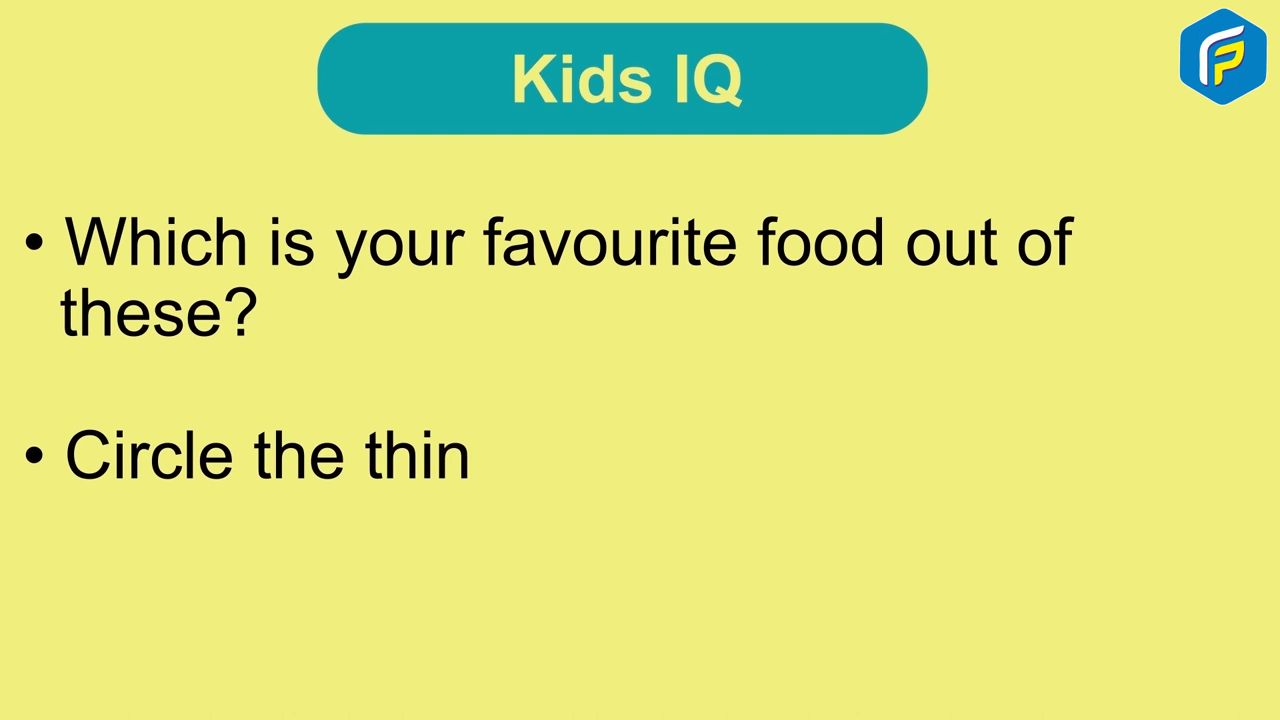 Kids IQ
• Which is your favourite food out of
these?
• Circle the thin